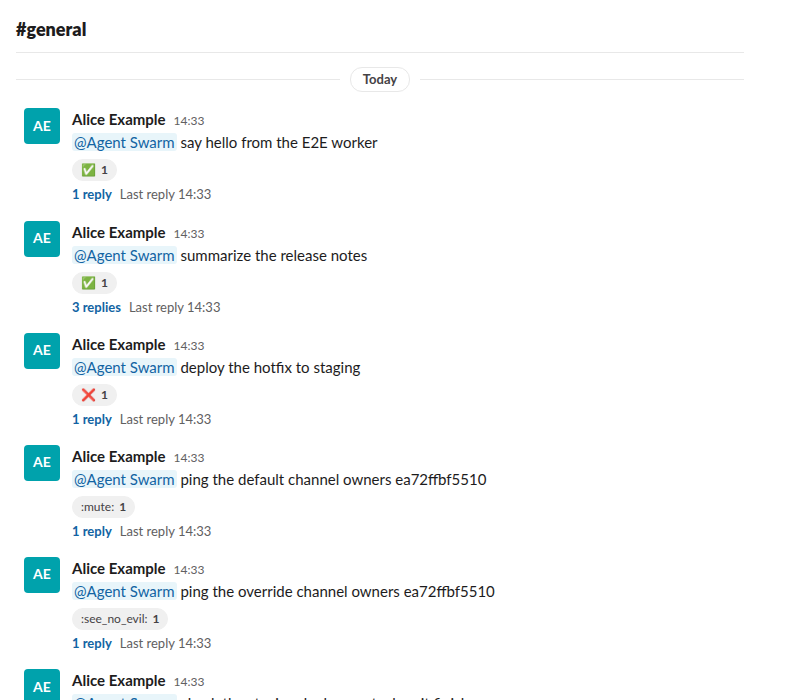 #general
Today
AE
Alice Example 14:33
@Agent Swarm say hello from the E2E worker
✅ 1
1 reply Last reply 14:33
AE
Alice Example 14:33
@Agent Swarm summarize the release notes
✅ 1
3 replies Last reply 14:33
AE
Alice Example 14:33
@Agent Swarm deploy the hotfix to staging
❌ 1
1 reply Last reply 14:33
AE
Alice Example 14:33
@Agent Swarm ping the default channel owners ea72ffbf5510
:mute: 1
1 reply Last reply 14:33
AE
Alice Example 14:33
@Agent Swarm ping the override channel owners ea72ffbf5510
:see_no_evil: 1
1 reply Last reply 14:33
AE
Alice Example 14:33
@Agent Swarm